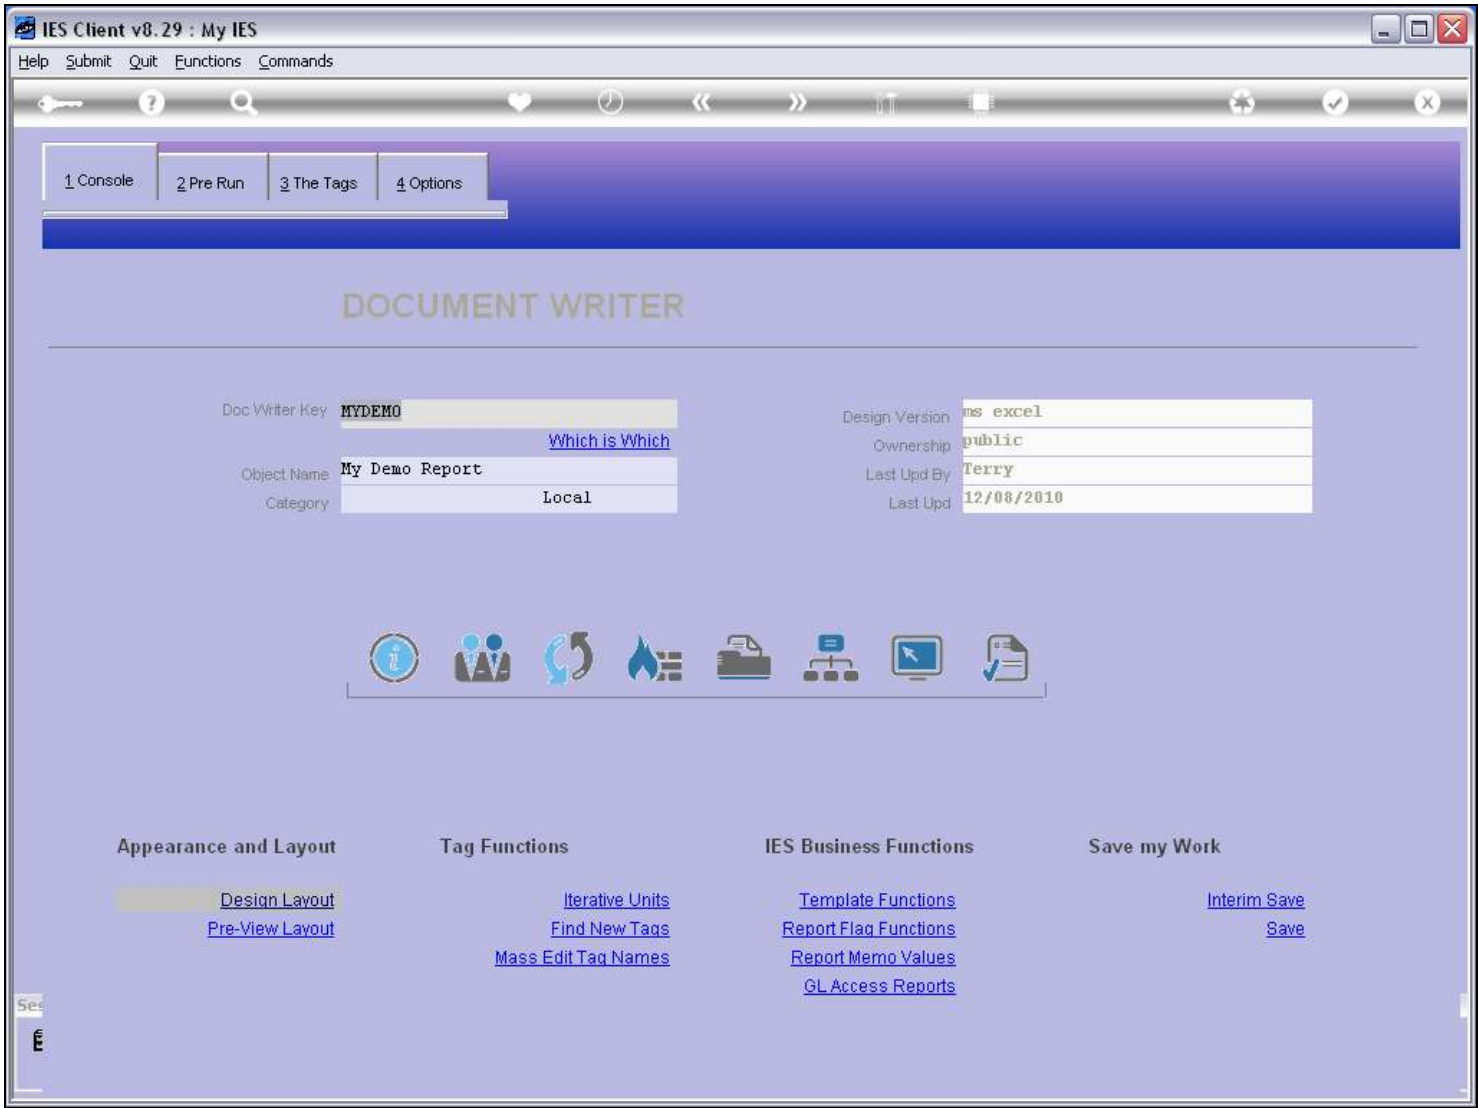 IES Client v8.29 : My IES
Help Submit Quit Functions Commands
1 Console 2 Pre Run 3 The Tags 4 Options
DOCUMENT WRITER
Doc Writer Key MYDEMO
Which is Which
Object Name My Demo Report
Category Local
Design Version ms excel
Ownership public
Last Upd By Terry
Last Upd 12/08/2010
Appearance and Layout
Design Layout
Pre-View Layout
Tag Functions
Iterative Units
Find New Tags
Mass Edit Tag Names
IES Business Functions
Template Functions
Report Flag Functions
Report Memo Values
GL Access Reports
Save my Work
Interim Save
Save